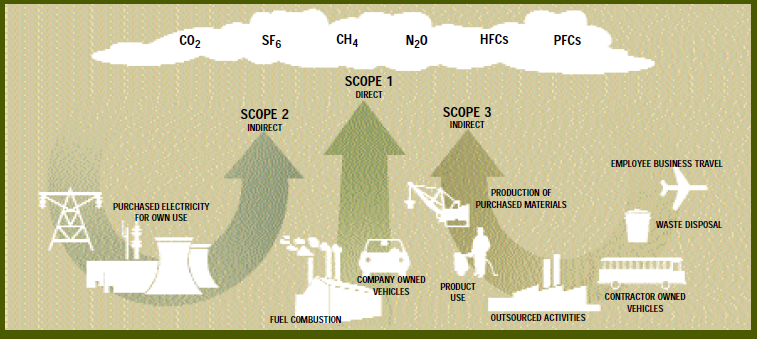 CO₂ SF₆ CH₄ N₂O HFCs PFCs
SCOPE 1
DIRECT
SCOPE 2
INDIRECT
SCOPE 3
INDIRECT
PURCHASED ELECTRICITY
FOR OWN USE
PRODUCTION OF
PURCHASED MATERIALS
EMPLOYEE BUSINESS TRAVEL
WASTE DISPOSAL
COMPANY OWNED
VEHICLES
PRODUCT
USE
CONTRACTOR OWNED
VEHICLES
FUEL COMBUSTION
OUTSOURCED ACTIVITIES